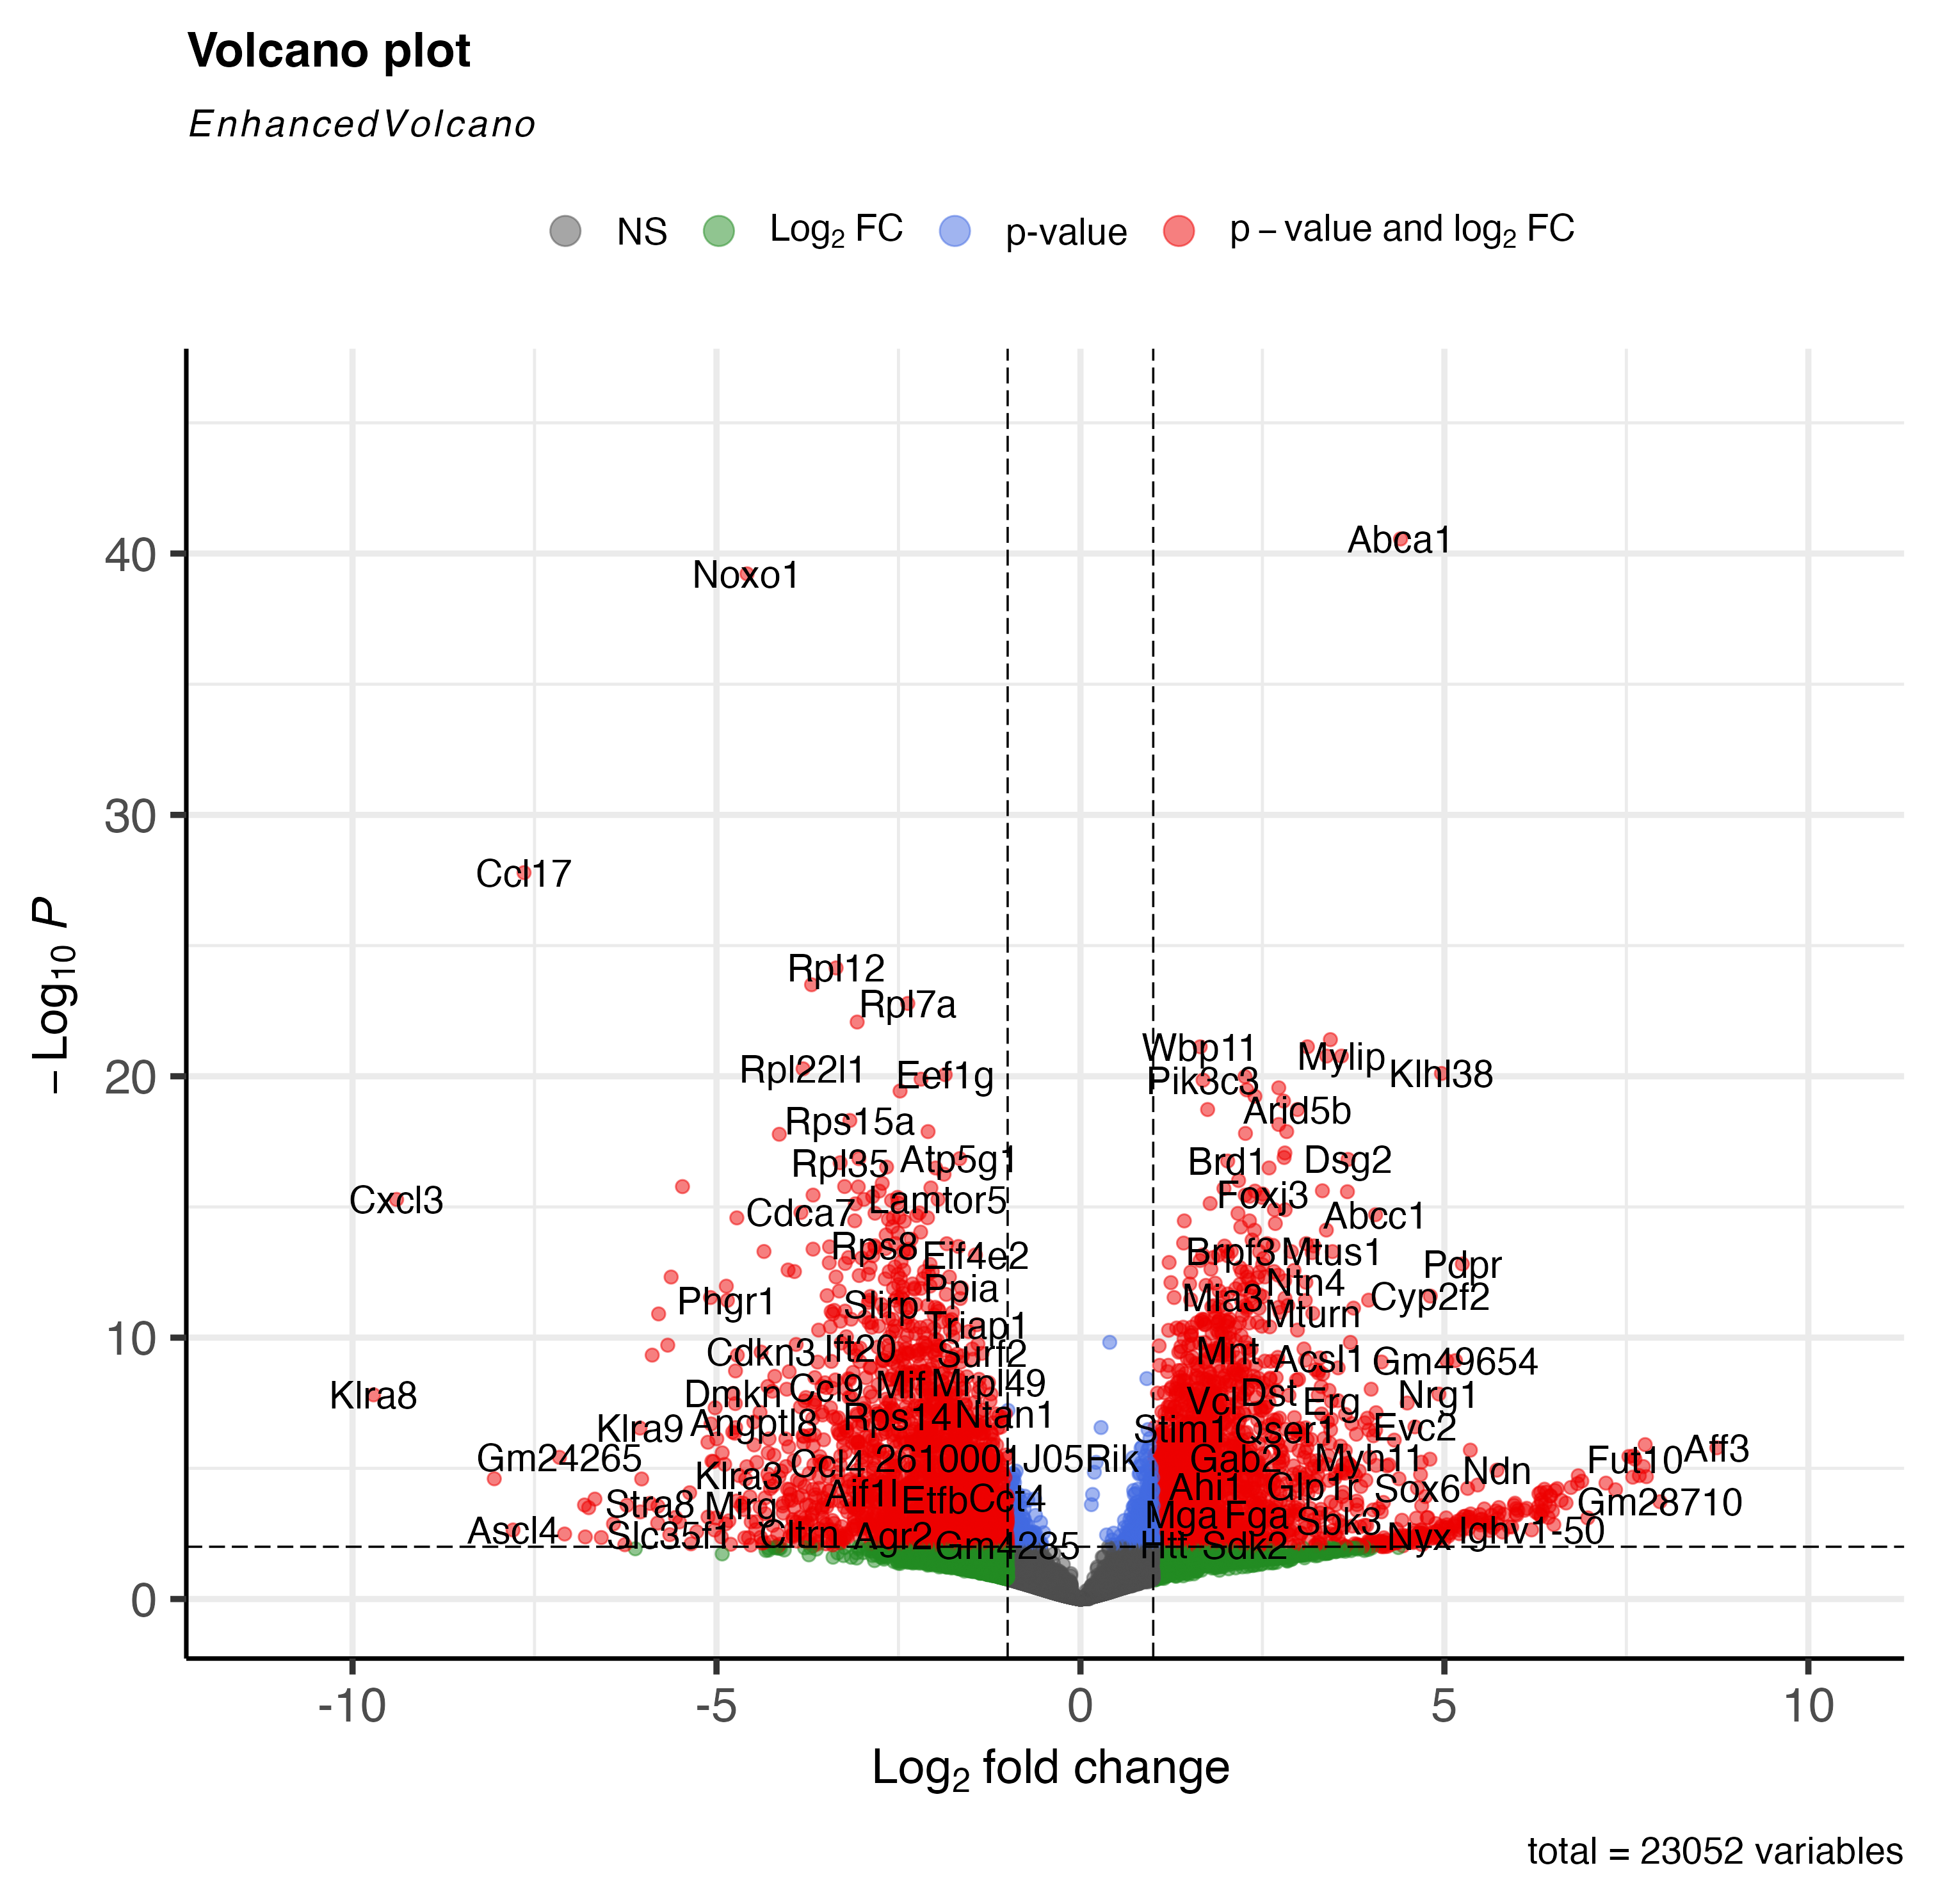 Volcano plot
EnhancedVolcano
NS Log2 FC p-value p − value and log2 FC
−Log10 P
40
30
20
10
0
Abca1
Noxo1
Ccl17
Rpl12
Rpl7a
Wbp11
Mylip
Rpl22l1
Eef1g
Pik3c3
Klhl38
Rps15a
Arid5b
Rpl35
Atp5g1
Brd1
Dsg2
Cxcl3
Cdca7
Lamtor5
Foxj3
Abcc1
Rps8
Eif4e2
Brpf3
Mtus1
Pdpr
Phgr1
Slirp
Ppia
Mia3
Ntn4
Cyp2f2
Triap1
Mturn
Cdkn3
Ift20
Surf2
Mnt
Acsl1
Gm49654
Klra8
Dmkn
Ccl9
Mif
Mrpl49
Vcl
Dst
Erg
Nrg1
Klra9
Angptl8
Rps14
Ntan1
Stim1
Qser1
Evc2
Gm24265
Klra3
Ccl4
2610001J05Rik
Gab2
Myh11
Ndn
Fut10
Aff3
Stra8
Mirg
Aif1l
Etfb
Cct4
Ahi1
Glp1r
Sox6
Gm28710
Ascl4
Slc35f1
Cltrn
Agr2
Gm4285
Mga
Fga
Sbk3
Htt
Sdk2
Nyx
Ighv1-50
-10 -5 0 5 10
Log2 fold change
total = 23052 variables